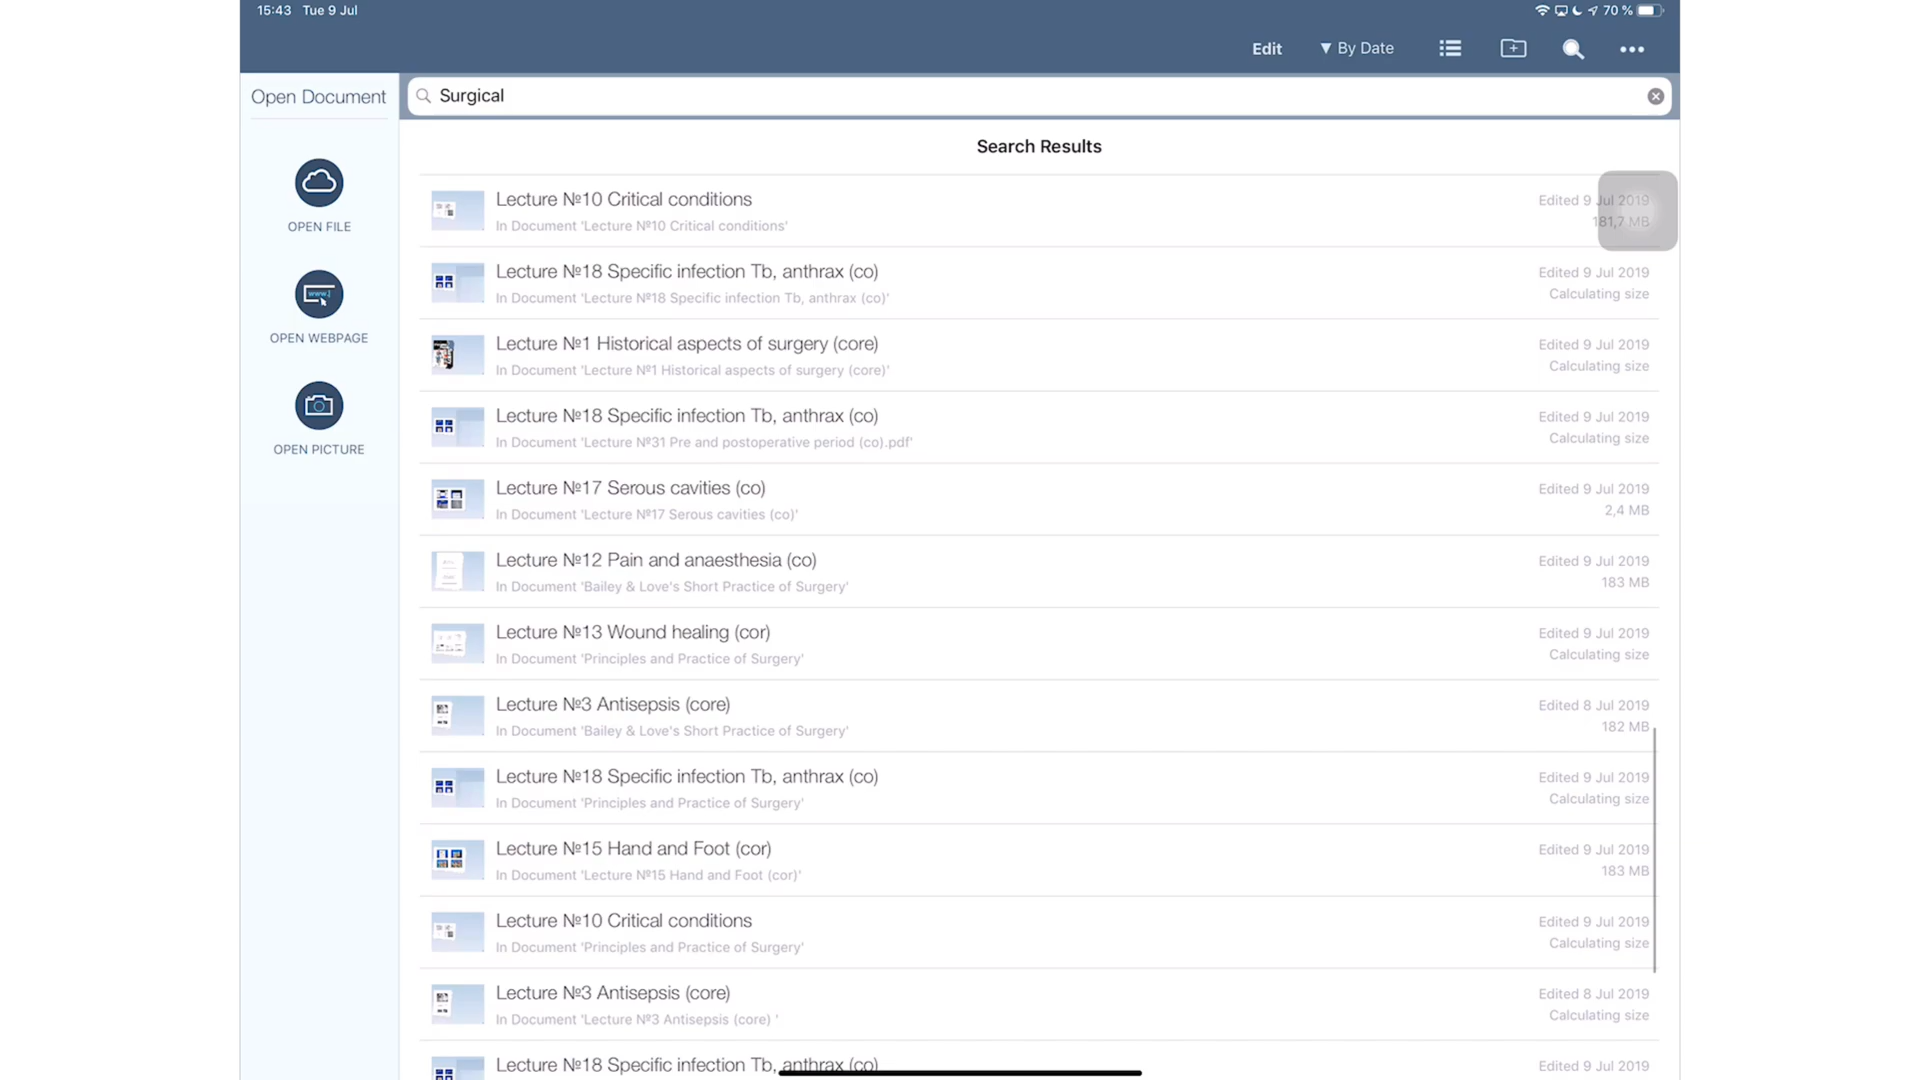 15:43 Tue 9 Jul 70 %
Edit ▼ By Date
Open Document
Surgical
OPEN FILE
OPEN WEBPAGE
OPEN PICTURE
Search Results
Lecture №10 Critical conditions
Edited 9 Jul 2019
In Document 'Lecture №10 Critical conditions'
181,7 MB
Lecture №18 Specific infection Tb, anthrax (co)
Edited 9 Jul 2019
In Document 'Lecture №18 Specific infection Tb, anthrax (co)'
Calculating size
Lecture №1 Historical aspects of surgery (core)
Edited 9 Jul 2019
In Document 'Lecture №1 Historical aspects of surgery (core)'
Calculating size
Lecture №18 Specific infection Tb, anthrax (co)
Edited 9 Jul 2019
In Document 'Lecture №31 Pre and postoperative period (co).pdf'
Calculating size
Lecture №17 Serous cavities (co)
Edited 9 Jul 2019
In Document 'Lecture №17 Serous cavities (co)'
2,4 MB
Lecture №12 Pain and anaesthesia (co)
Edited 9 Jul 2019
In Document 'Bailey & Love's Short Practice of Surgery'
183 MB
Lecture №13 Wound healing (cor)
Edited 9 Jul 2019
In Document 'Principles and Practice of Surgery'
Calculating size
Lecture №3 Antisepsis (core)
Edited 8 Jul 2019
In Document 'Bailey & Love's Short Practice of Surgery'
182 MB
Lecture №18 Specific infection Tb, anthrax (co)
Edited 9 Jul 2019
In Document 'Principles and Practice of Surgery'
Calculating size
Lecture №15 Hand and Foot (cor)
Edited 9 Jul 2019
In Document 'Lecture №15 Hand and Foot (cor)'
183 MB
Lecture №10 Critical conditions
Edited 9 Jul 2019
In Document 'Principles and Practice of Surgery'
Calculating size
Lecture №3 Antisepsis (core)
Edited 8 Jul 2019
In Document 'Lecture №3 Antisepsis (core) '
Calculating size
Lecture №18 Specific infection Tb, anthrax (co)
Edited 9 Jul 2019